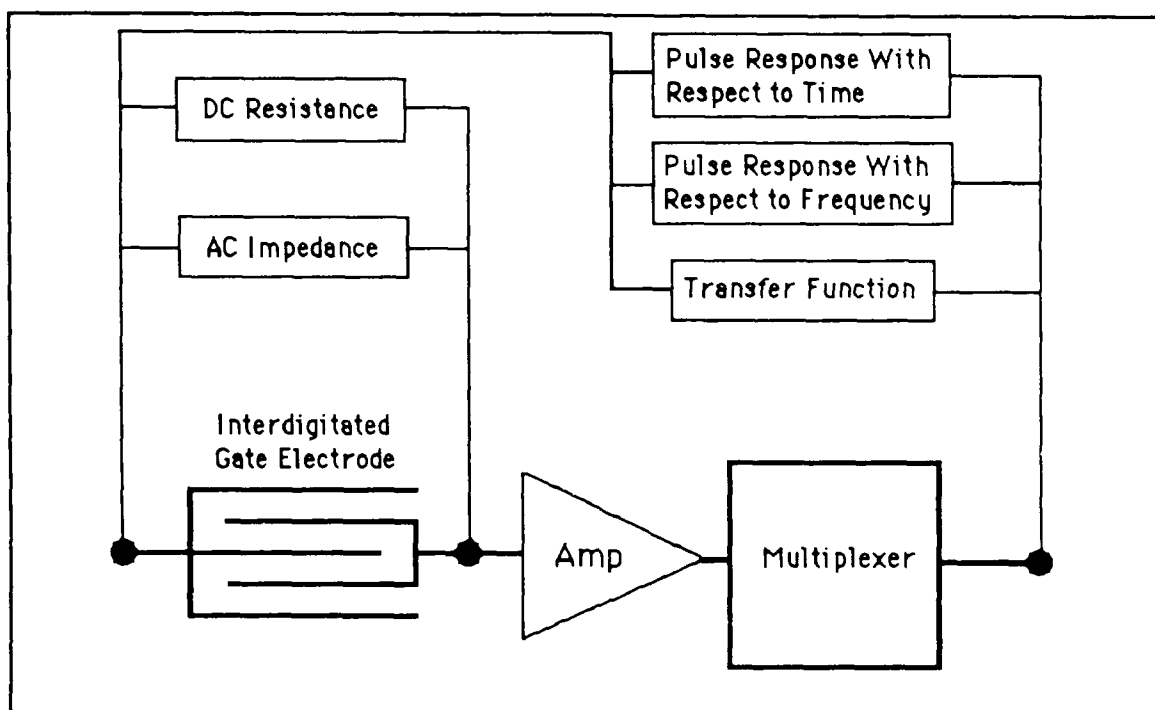 Pulse Response With
Respect to Time
DC Resistance
Pulse Response With
Respect to Frequency
AC Impedance
Transfer Function
Interdigitated
Gate Electrode
Amp
Multiplexer